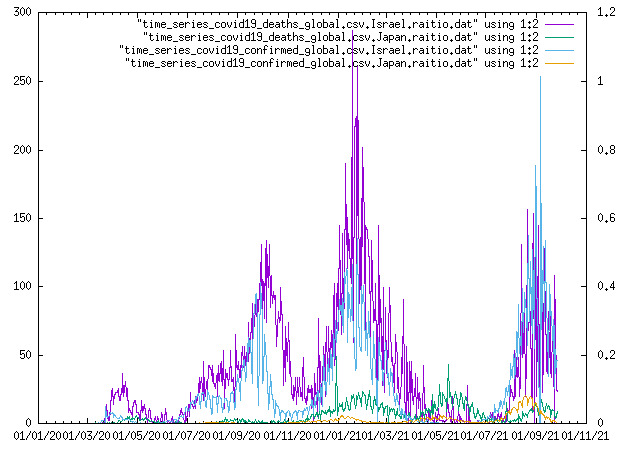 300 1.2
"time_series_covid19_deaths_global.csv.Israel.raitio.dat" using 1:2
"time_series_covid19_deaths_global.csv.Japan.raitio.dat" using 1:2
"time_series_covid19_confirmed_global.csv.Israel.raitio.dat" using 1:2
"time_series_covid19_confirmed_global.csv.Japan.raitio.dat" using 1:2
250 1
200 0.8
150 0.6
100 0.4
50 0.2
0 0
01/01/20 01/03/20 01/05/20 01/07/20 01/09/20 01/11/20 01/01/21 01/03/21 01/05/21 01/07/21 01/09/21 01/11/21